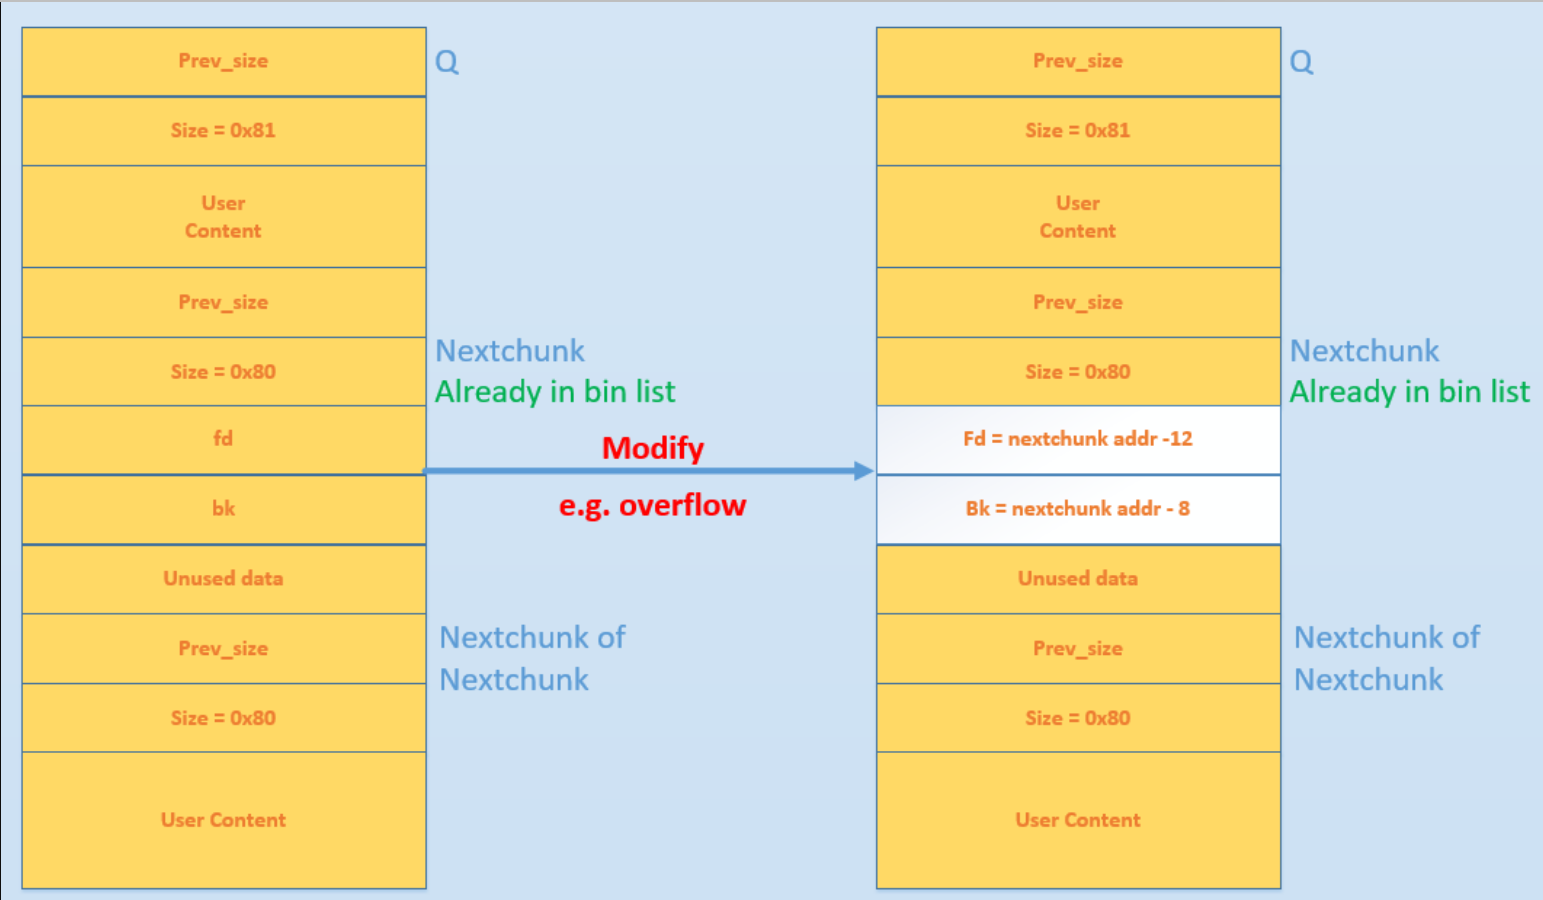 Prev_size
Q
Size = 0x81
User
Content
Prev_size
Size = 0x80
Nextchunk
Already in bin list
fd
bk
Unused data
Prev_size
Nextchunk of
Nextchunk
Size = 0x80
User Content
Modify
e.g. overflow
Prev_size
Q
Size = 0x81
User
Content
Prev_size
Size = 0x80
Nextchunk
Already in bin list
Fd = nextchunk addr -12
Bk = nextchunk addr - 8
Unused data
Prev_size
Nextchunk of
Nextchunk
Size = 0x80
User Content